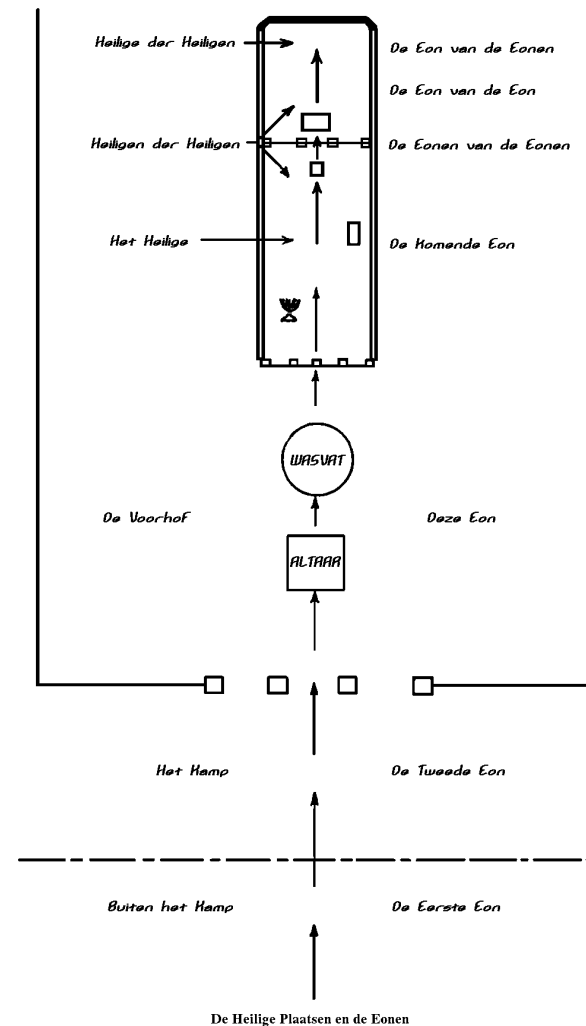 Heilige der Heiligen
De Eon van de Eonen
De Eon van de Eon
Heiligen der Heiligen
De Eonen van de Eonen
Het Heilige
De Komende Eon
WASVAT
De Voorhof
Deze Eon
ALTAAR
Het Kamp
De Tweede Eon
Buiten het Kamp
De Eerste Eon
De Heilige Plaatsen en de Eonen